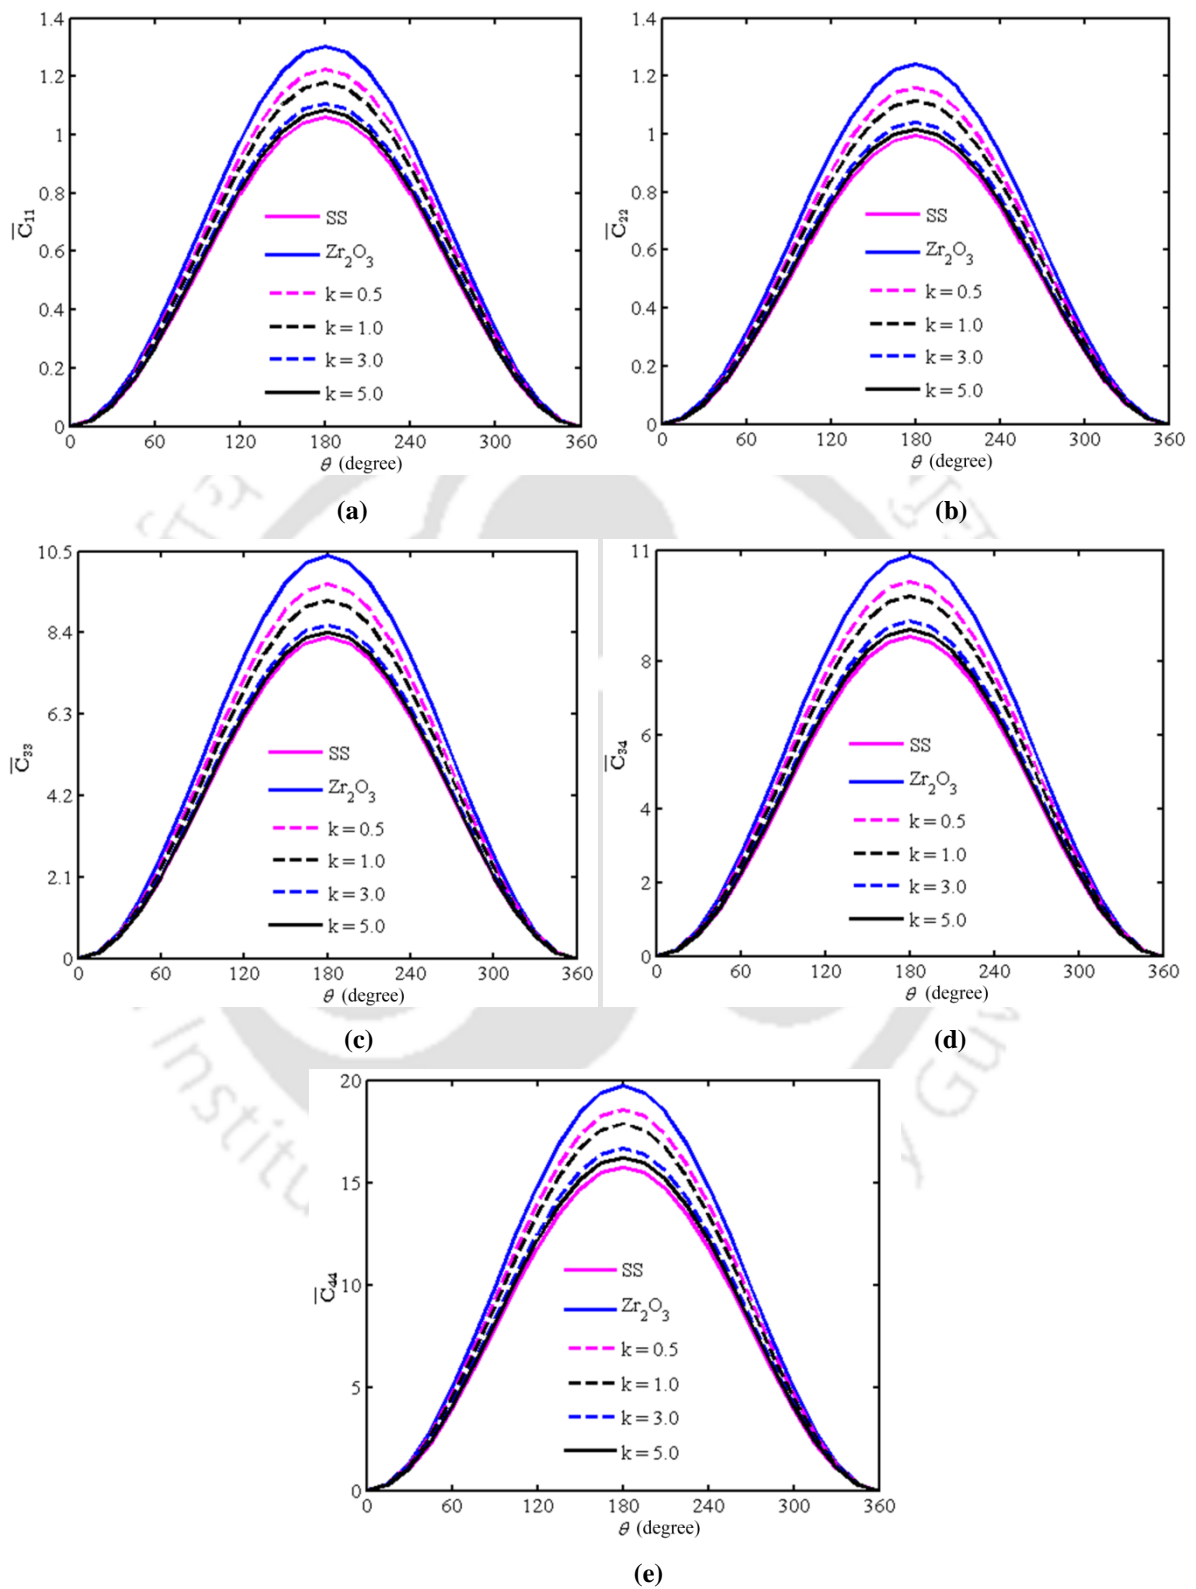 1.4
1.2
1
0.8
0.6
0.4
0.2
0
C̅₁₁
SS
Zr₂O₃
k = 0.5
k = 1.0
k = 3.0
k = 5.0
0 60 120 180 240 300 360
θ (degree)
(a)
1.4
1.2
1
0.8
0.6
0.4
0.2
0
C̅₂₂
SS
Zr₂O₃
k = 0.5
k = 1.0
k = 3.0
k = 5.0
0 60 120 180 240 300 360
θ (degree)
(b)
10.5
8.4
6.3
4.2
2.1
0
C̅₃₃
SS
Zr₂O₃
k = 0.5
k = 1.0
k = 3.0
k = 5.0
0 60 120 180 240 300 360
θ (degree)
(c)
11
8
6
4
2
0
C̅₃₄
SS
Zr₂O₃
k = 0.5
k = 1.0
k = 3.0
k = 5.0
0 60 120 180 240 300 360
θ (degree)
(d)
20
15
10
5
0
C̅₄₄
SS
Zr₂O₃
k = 0.5
k = 1.0
k = 3.0
k = 5.0
0 60 120 180 240 300 360
θ (degree)
(e)